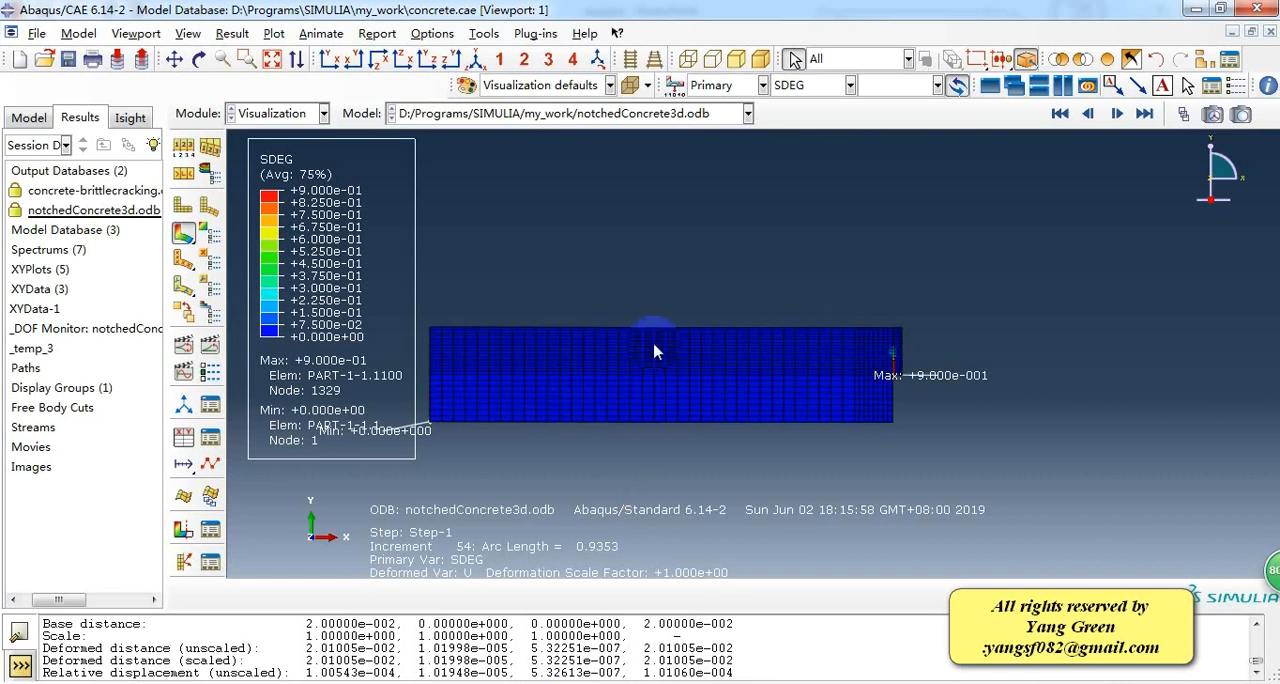 Abaqus/CAE 6.14-2 - Model Database: D:\Programs\SIMULIA\my_work\concrete.cae [Viewport: 1]
File Model Viewport View Result Plot Animate Report Options Tools Plug-ins Help
1 2 3 4 All
Visualization defaults Primary SDEG
Model Results Isight Module: Visualization Model: D:/Programs/SIMULIA/my_work/notchedConcrete3d.odb
Session D
Output Databases (2)
concrete-brittlecracking.
notchedConcrete3d.odb
Model Database (3)
Spectrums (7)
XYPlots (5)
XYData (3)
XYData-1
_DOF Monitor: notchedConc
_temp_3
Paths
Display Groups (1)
Free Body Cuts
Streams
Movies
Images
SDEG
(Avg: 75%)
+9.000e-01
+8.250e-01
+7.500e-01
+6.750e-01
+6.000e-01
+5.250e-01
+4.500e-01
+3.750e-01
+3.000e-01
+2.250e-01
+1.500e-01
+7.500e-02
+0.000e+00
Max: +9.000e-01
Elem: PART-1-1.1100
Node: 1329
Min: +0.000e+00
Elem: PART-1-1.1
Node: 1
Min: +0.000e+000
Max: +9.000e-001
Y
X
Y
X
Z
ODB: notchedConcrete3d.odb Abaqus/Standard 6.14-2 Sun Jun 02 18:15:58 GMT+08:00 2019
Step: Step-1
Increment 54: Arc Length = 0.9353
Primary Var: SDEG
Deformed Var: U Deformation Scale Factor: +1.000e+00
SIMULIA
Base distance: 2.00000e-002, 0.00000e+000, 0.00000e+000, 2.00000e-002
Scale: 1.00000e+000, 1.00000e+000, 1.00000e+000, -
Deformed distance (unscaled): 2.01005e-002, 1.01998e-005, 5.32251e-007, 2.01005e-002
Deformed distance (scaled): 2.01005e-002, 1.01998e-005, 5.32251e-007, 2.01005e-002
Relative displacement (unscaled): 1.00543e-004, 1.01948e-005, 5.32613e-007, 1.01060e-004
All rights reserved by
Yang Green
yangsf082@gmail.com